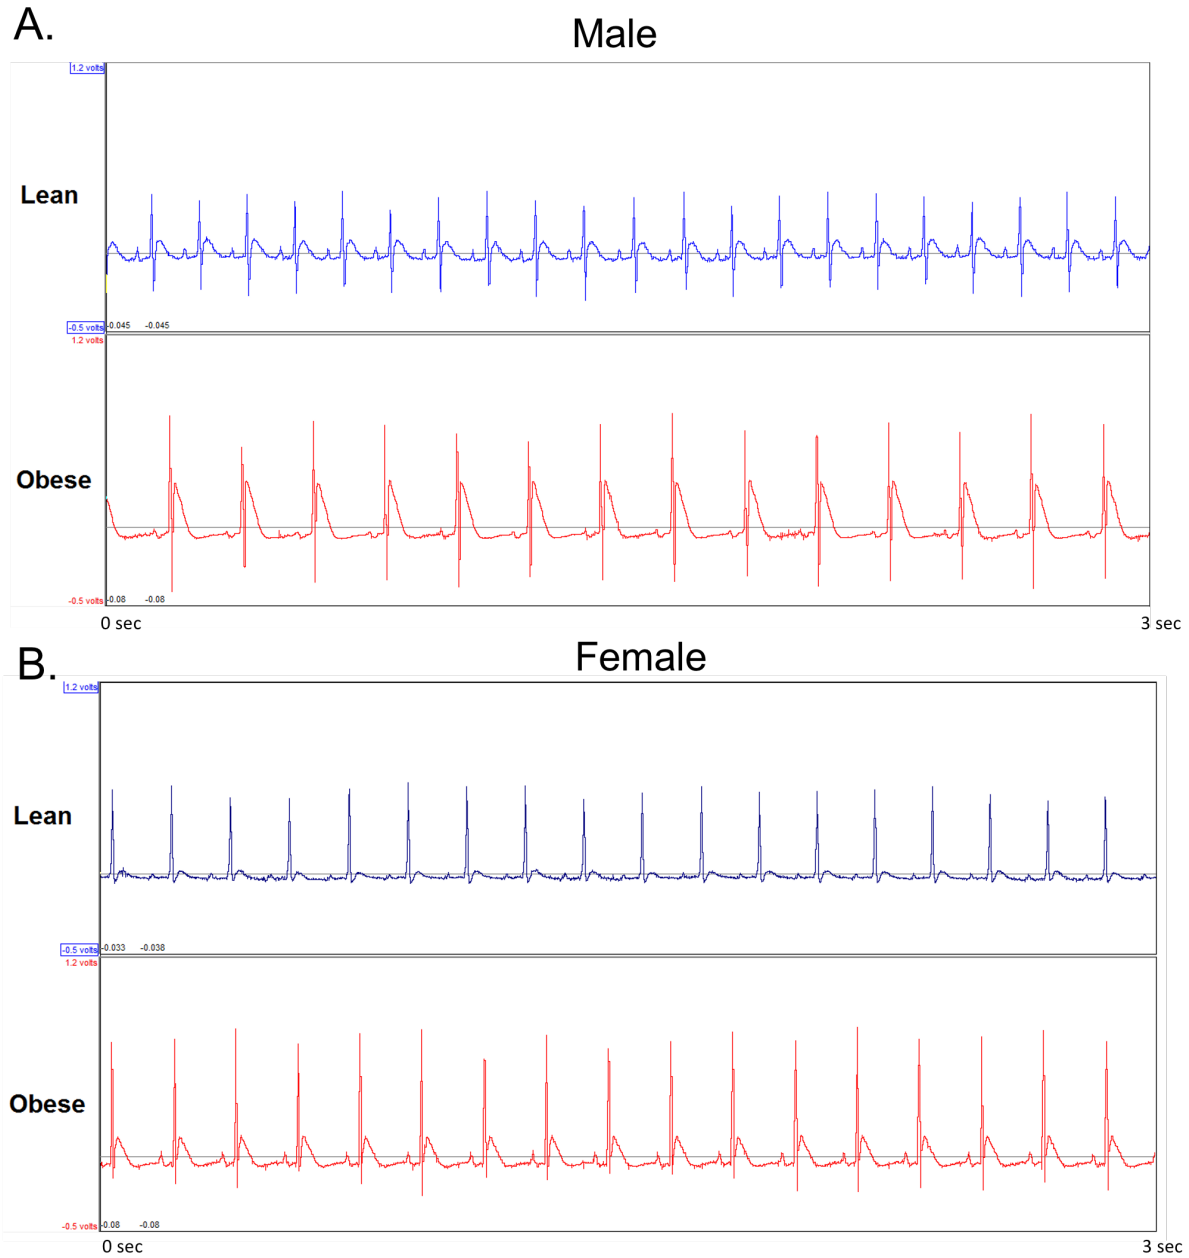 A.
Male
1.2 volts
Lean
-0.5 volts
-0.045 -0.045
1.2 volts
Obese
-0.5 volts
-0.08 -0.08
0 sec 3 sec
B.
Female
1.2 volts
Lean
-0.5 volts
-0.033 -0.038
1.2 volts
Obese
-0.5 volts
-0.08 -0.08
0 sec 3 sec